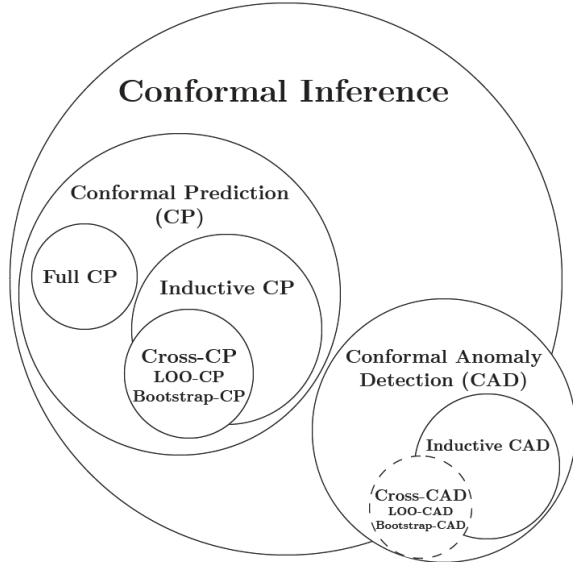 Conformal Inference
Conformal Prediction
(CP)
Full CP
Inductive CP
Cross-CP
LOO-CP
Bootstrap-CP
Conformal Anomaly
Detection (CAD)
Inductive CAD
Cross-CAD
LOO-CAD
Bootstrap-CAD